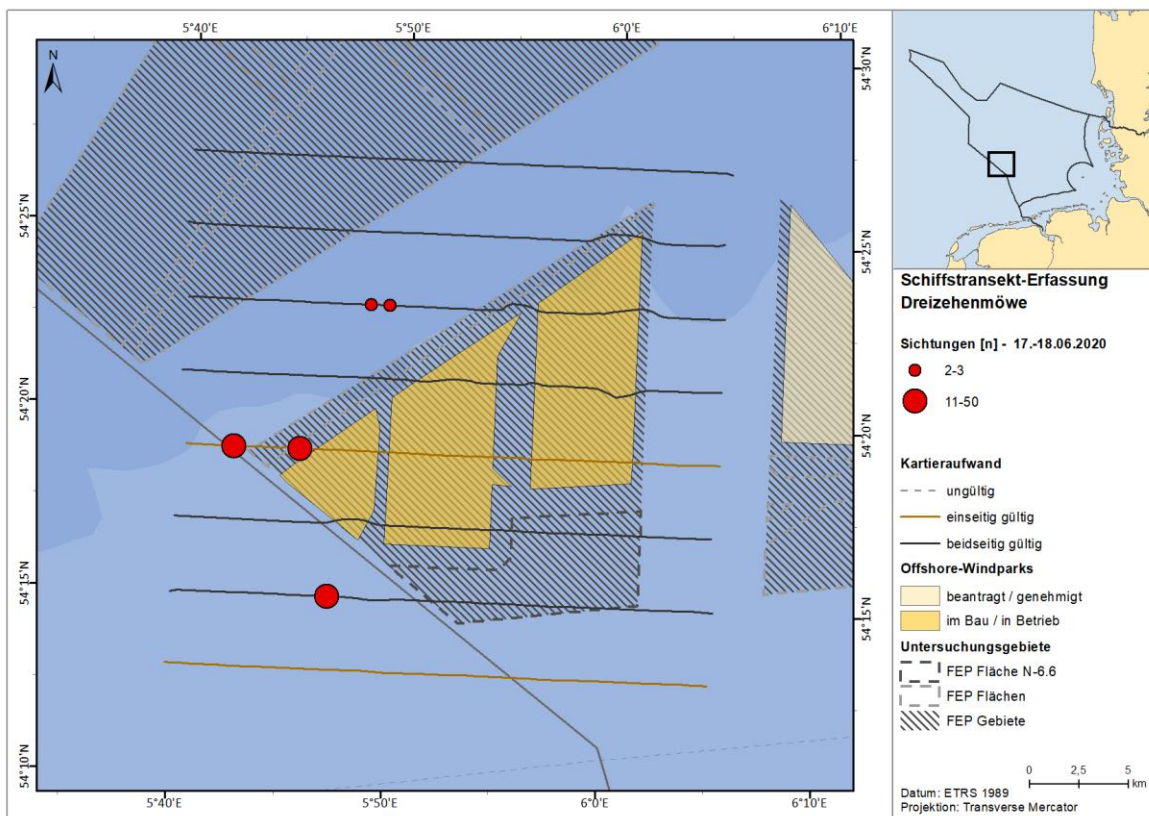 5°40'E 5°50'E 6°0'E 6°10'E
N
54°30'N
54°25'N
54°25'N
54°20'N
54°20'N
54°15'N
54°15'N
54°10'N
5°40'E 5°50'E 6°0'E 6°10'E
Schiffstransekt-Erfassung
Dreizehenmöwe
Sichtungen [n] - 17.-18.06.2020
2-3
11-50
Kartieraufwand
ungültig
einseitig gültig
beidseitig gültig
Offshore-Windparks
beantragt / genehmigt
im Bau / in Betrieb
Untersuchungsgebiete
FEP Fläche N-6.6
FEP Flächen
FEP Gebiete
0 2,5 5
km
Datum: ETRS 1989
Projektion: Transverse Mercator